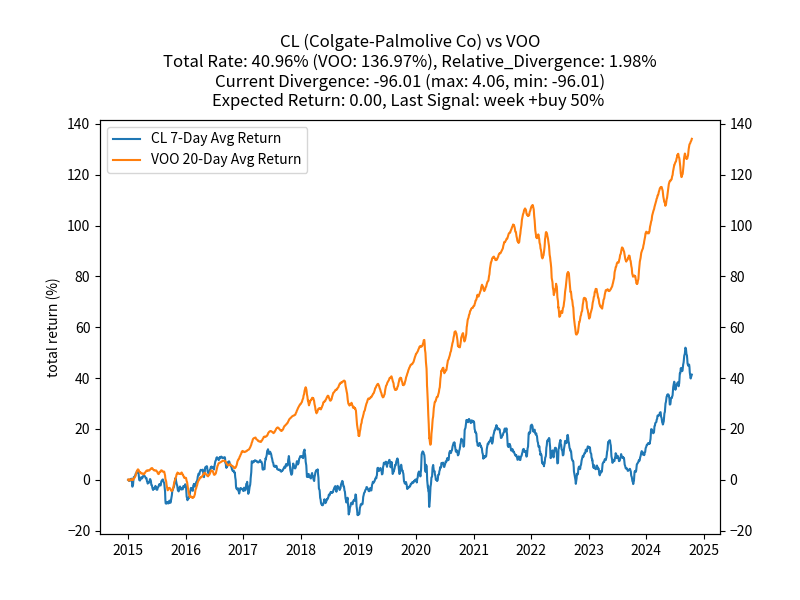 CL (Colgate-Palmolive Co) vs VOO
Total Rate: 40.96% (VOO: 136.97%), Relative_Divergence: 1.98%
Current Divergence: -96.01 (max: 4.06, min: -96.01)
Expected Return: 0.00, Last Signal: week +buy 50%
CL 7-Day Avg Return
VOO 20-Day Avg Return
total return (%)
140 140
120 120
100 100
80 80
60 60
40 40
20 20
0 0
−20 −20
2015 2016 2017 2018 2019 2020 2021 2022 2023 2024 2025